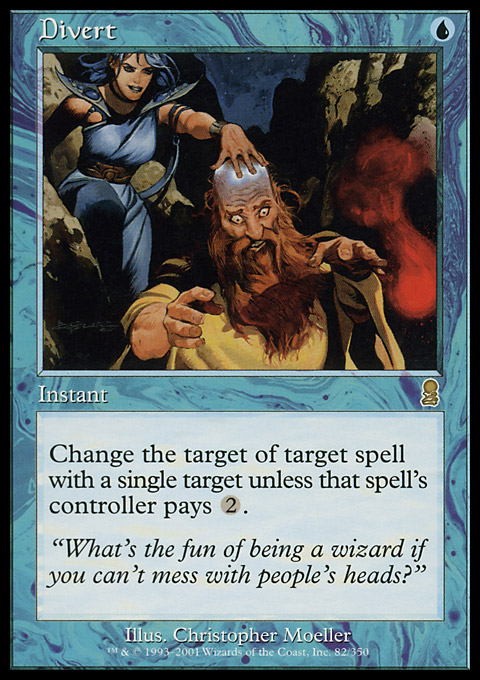 Divert
Instant
Change the target of target spell
with a single target unless that spell's
controller pays 2.
“What's the fun of being a wizard if
you can't mess with people's heads?”
Illus. Christopher Moeller
™ & © 1993–2001 Wizards of the Coast, Inc. 82/350